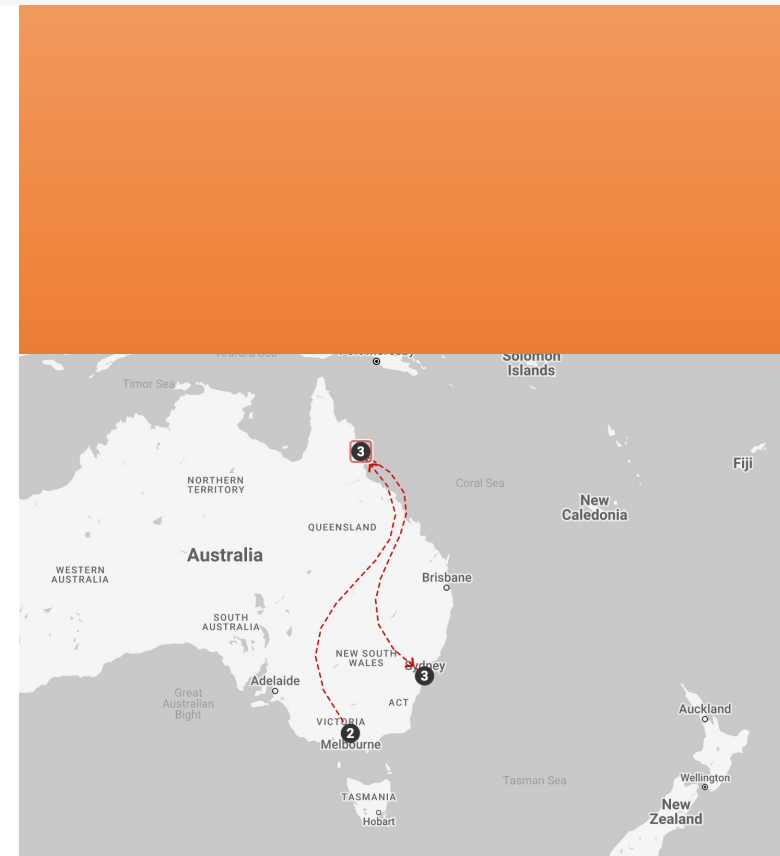 Solomon
Islands
Timor Sea
3
Fiji
NORTHERN
TERRITORY
Coral Sea
New
Caledonia
QUEENSLAND
Australia
WESTERN
AUSTRALIA
Brisbane
SOUTH
AUSTRALIA
NEW SOUTH
WALES
Sydney
3
Adelaide
Great
Australian
Bight
ACT
Auckland
VICTORIA
2
Melbourne
Tasman Sea
Wellington
TASMANIA
New
Zealand
Hobart